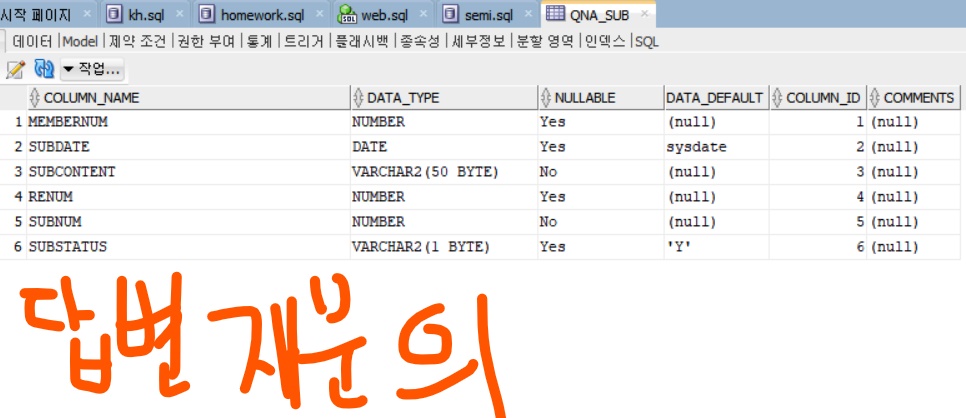 시작 페이지 kh.sql homework.sql web.sql semi.sql QNA_SUB
데이터 Model 제약 조건 권한 부여 통계 트리거 플래시백 종속성 세부정보 분할 영역 인덱스 SQL
작업...
COLUMN_NAME DATA_TYPE NULLABLE DATA_DEFAULT COLUMN_ID COMMENTS
1 MEMBERNUM NUMBER Yes (null) 1 (null)
2 SUBDATE DATE Yes sysdate 2 (null)
3 SUBCONTENT VARCHAR2(50 BYTE) No (null) 3 (null)
4 RENUM NUMBER Yes (null) 4 (null)
5 SUBNUM NUMBER No (null) 5 (null)
6 SUBSTATUS VARCHAR2(1 BYTE) Yes 'Y' 6 (null)
답변 재문의